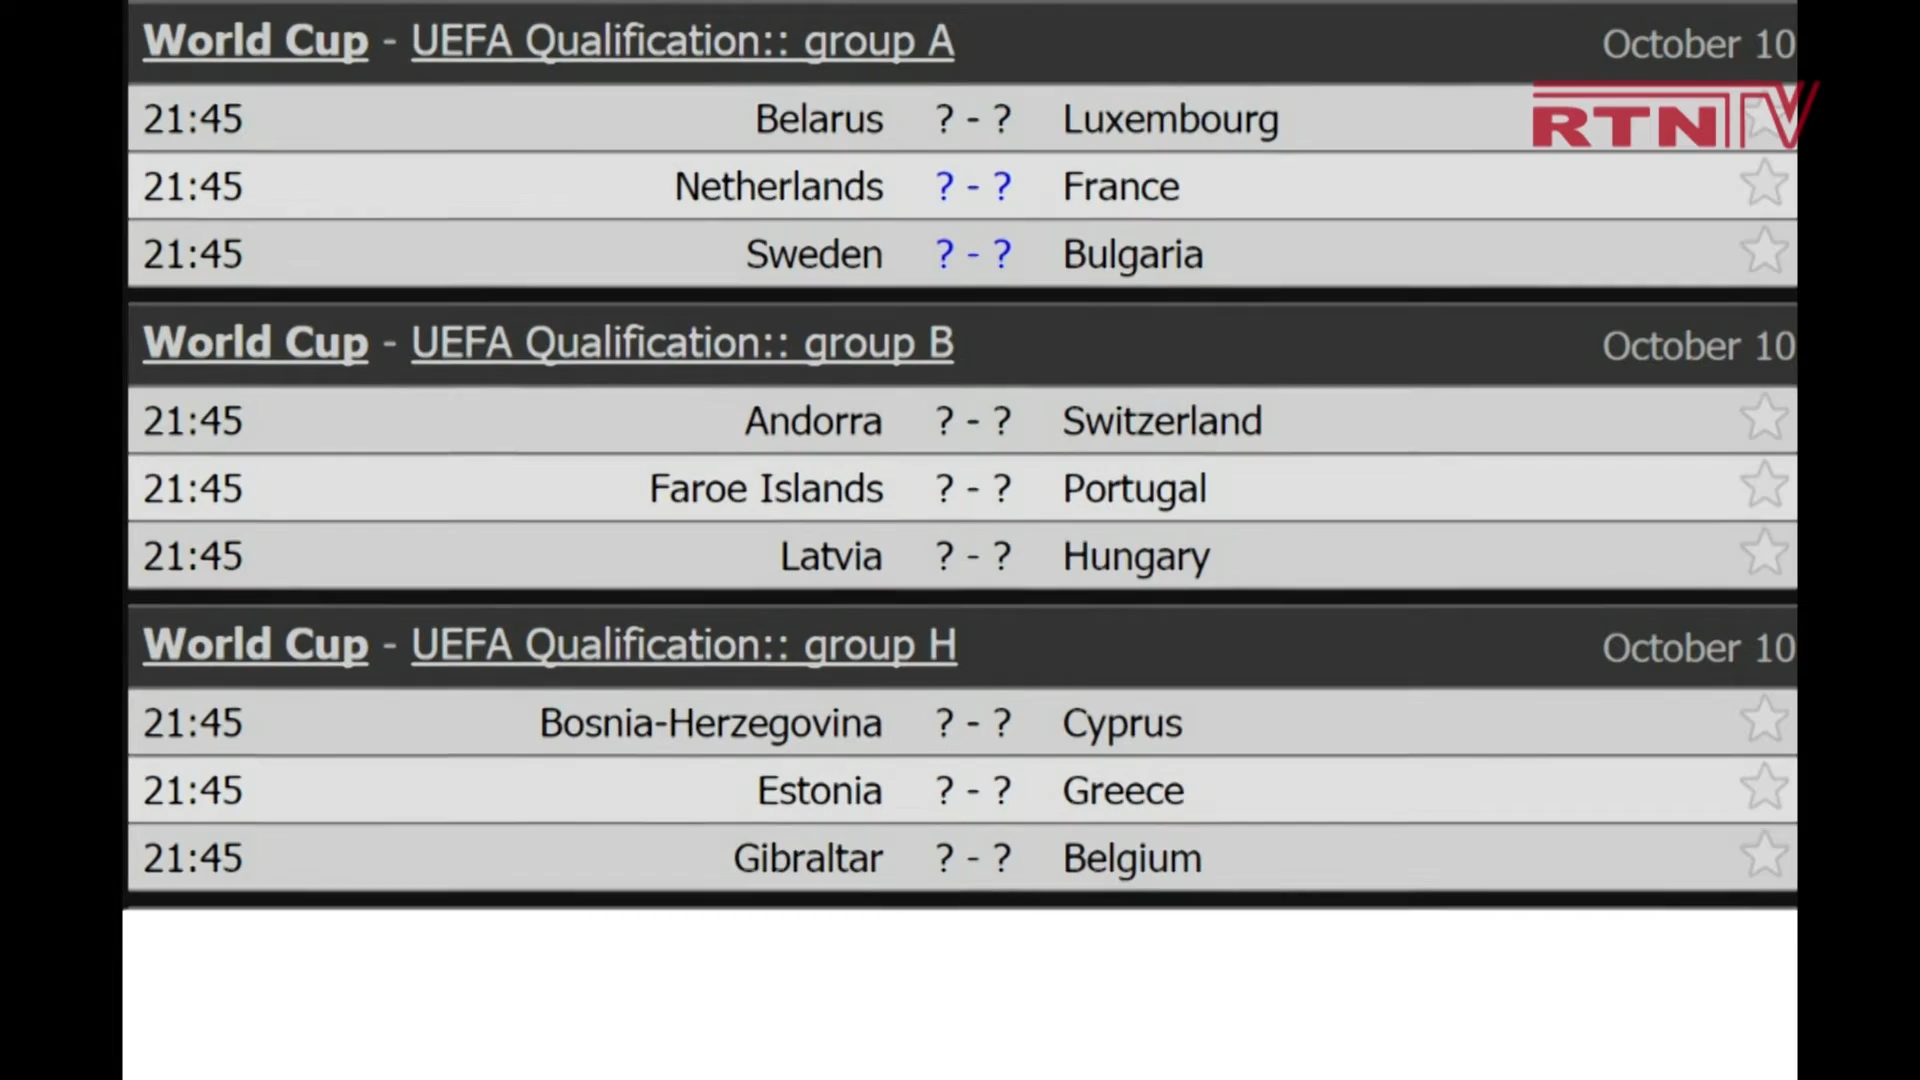 World Cup - UEFA Qualification:: group A October 10
RTNTV
21:45 Belarus ? - ? Luxembourg
21:45 Netherlands ? - ? France
21:45 Sweden ? - ? Bulgaria
World Cup - UEFA Qualification:: group B October 10
21:45 Andorra ? - ? Switzerland
21:45 Faroe Islands ? - ? Portugal
21:45 Latvia ? - ? Hungary
World Cup - UEFA Qualification:: group H October 10
21:45 Bosnia-Herzegovina ? - ? Cyprus
21:45 Estonia ? - ? Greece
21:45 Gibraltar ? - ? Belgium